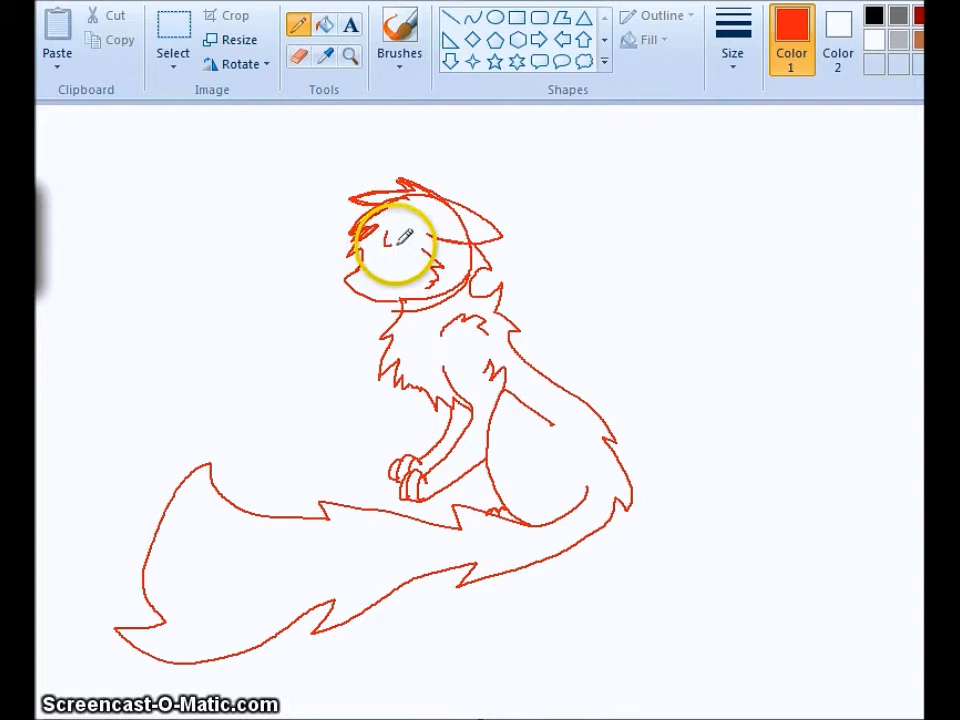 Paste
Cut
Copy
Clipboard
Select
Crop
Resize
Rotate
Image
A
Tools
Brushes
Outline
Fill
Shapes
Size
Color
1
Color
2
Screencast-O-Matic.com